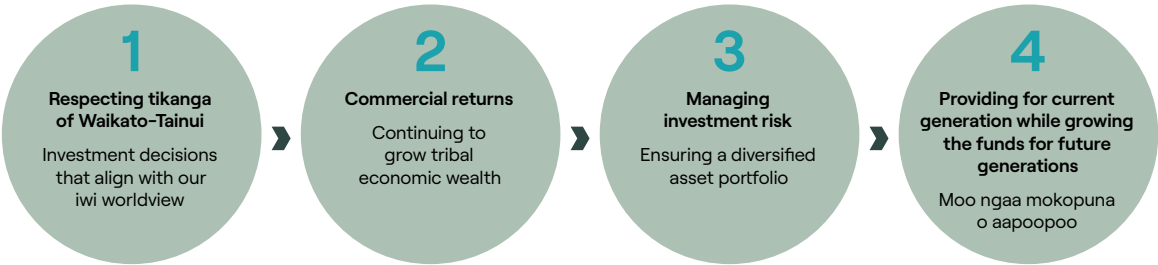 1
Respecting tikanga
of Waikato-Tainui
Investment decisions
that align with our
iwi worldview
2
Commercial returns
Continuing to
grow tribal
economic wealth
3
Managing
investment risk
Ensuring a diversified
asset portfolio
4
Providing for current
generation while growing
the funds for future
generations
Moo ngaa mokopuna
o aapoopoo